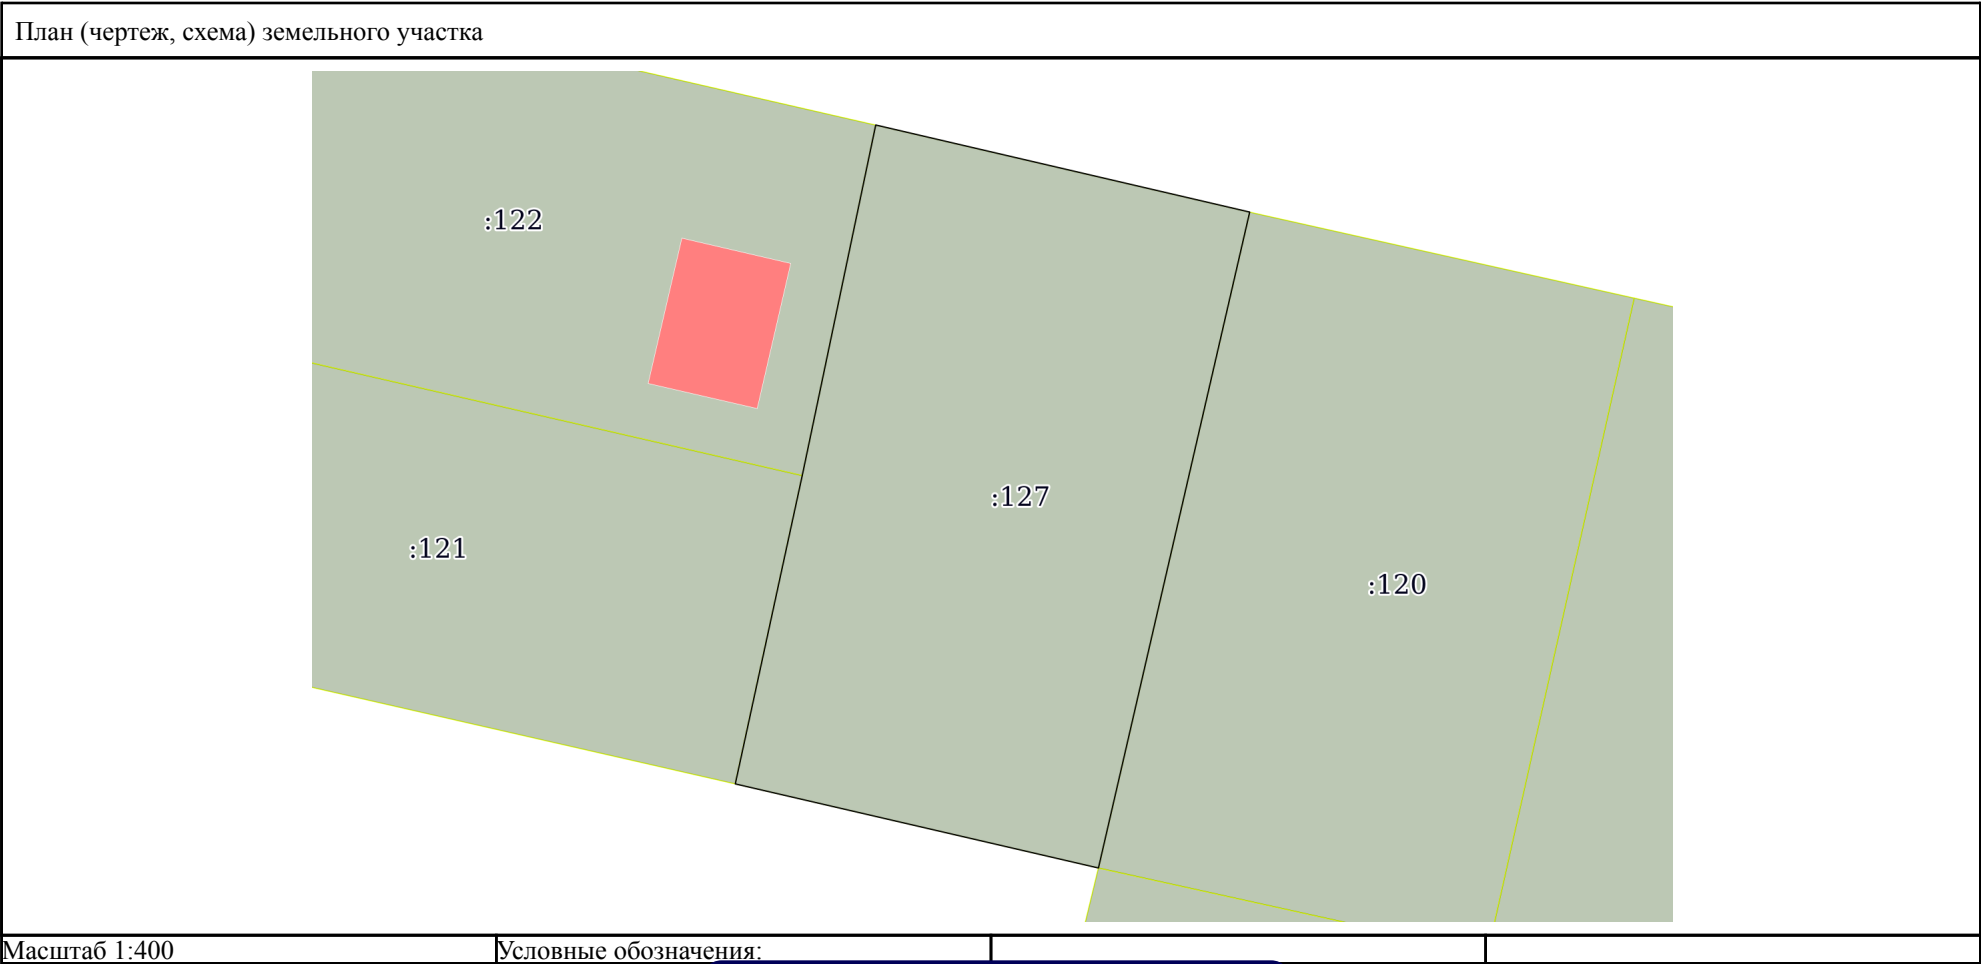 План (чертеж, схема) земельного участка
:122
:127
:121
:120
Масштаб 1:400
Условные обозначения: